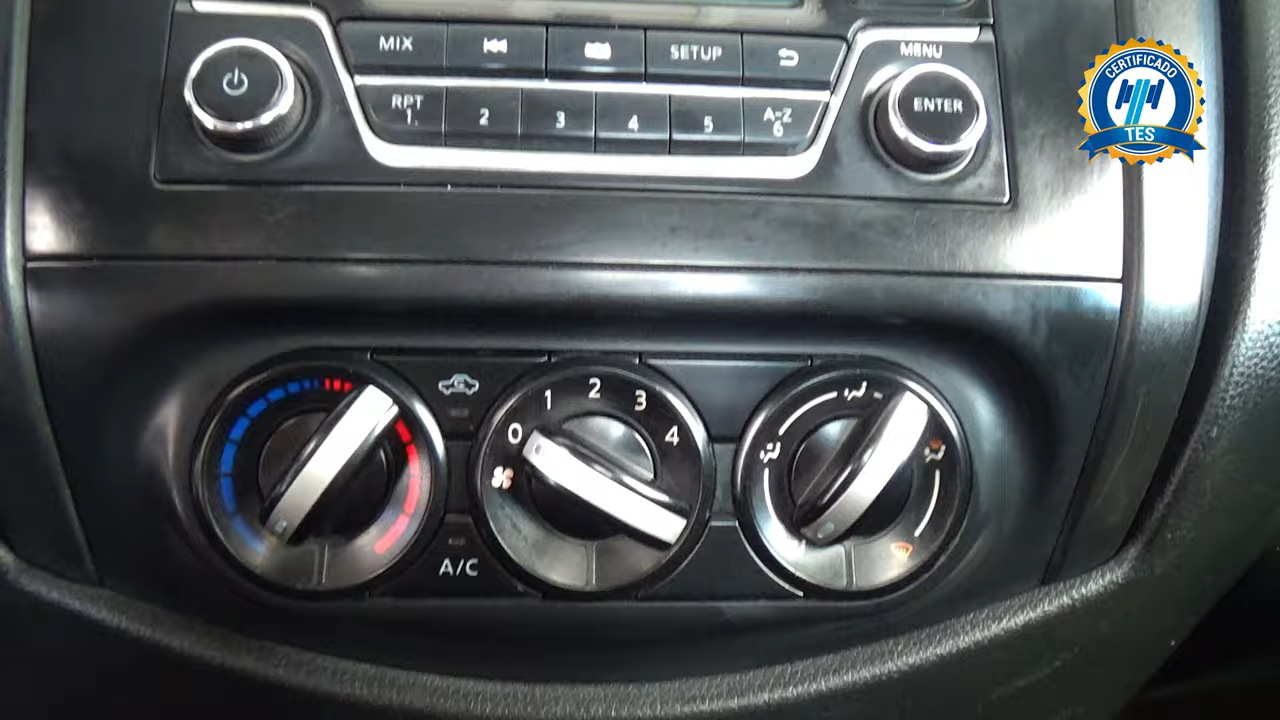 MIX
SETUP
MENU
RPT
1
2
3
4
5
A-Z
6
ENTER
CERTIFICADO
TES
0
1
2
3
4
A/C